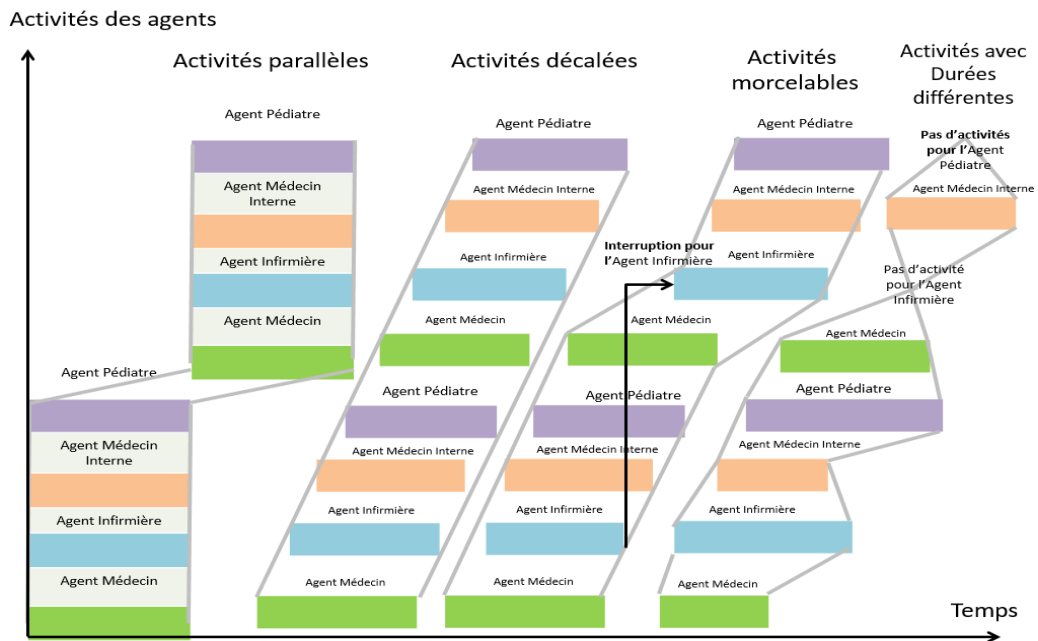 Activités des agents
Activités parallèles
Activités décalées
Activités
morcelables
Activités avec
Durées
différentes
Agent Pédiatre
Agent Médecin
Interne
Agent Infirmière
Agent Médecin
Agent Pédiatre
Agent Médecin
Interne
Agent Infirmière
Agent Médecin
Agent Pédiatre
Agent Médecin Interne
Agent Infirmière
Agent Médecin
Agent Pédiatre
Agent Médecin Interne
Agent Infirmière
Agent Médecin
Agent Pédiatre
Agent Médecin Interne
Interruption pour
l'Agent Infirmière
Agent Infirmière
Agent Médecin
Agent Pédiatre
Agent Médecin Interne
Agent Infirmière
Agent Médecin
Pas d'activités
pour l'Agent
Pédiatre
Agent Médecin Interne
Pas d'activité
pour l'Agent
Infirmière
Agent Médecin
Agent Pédiatre
Agent Médecin Interne
Agent Infirmière
Agent Médecin
Temps